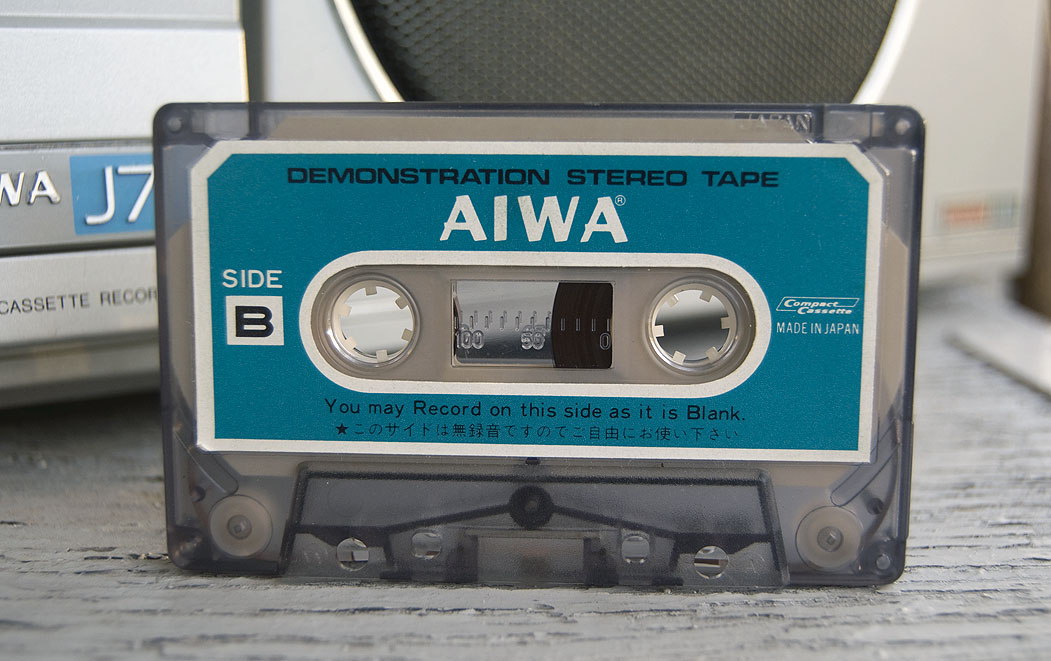 JAPAN
DEMONSTRATION STEREO TAPE
AIWA®
WA J7
SIDE
B
Compact
Cassette
MADE IN JAPAN
100 50 0
CASSETTE RECOR
You may Record on this side as it is Blank.
★このサイドは無録音ですのでご自由にお使い下さい